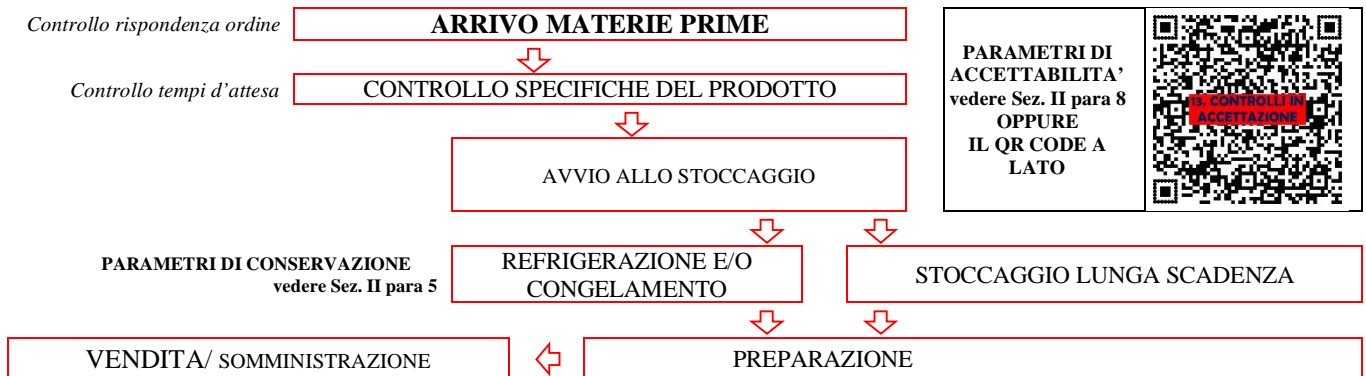 Controllo rispondenza ordine
ARRIVO MATERIE PRIME
Controllo tempi d'attesa
CONTROLLO SPECIFICHE DEL PRODOTTO
PARAMETRI DI
ACCETTABILITA'
vedere Sez. II para 8
OPPURE
IL QR CODE A
LATO
13. CONTROLLI IN
ACCETTAZIONE
AVVIO ALLO STOCCAGGIO
PARAMETRI DI CONSERVAZIONE
vedere Sez. II para 5
REFRIGERAZIONE E/O
CONGELAMENTO
STOCCAGGIO LUNGA SCADENZA
VENDITA/ SOMMINISTRAZIONE
PREPARAZIONE